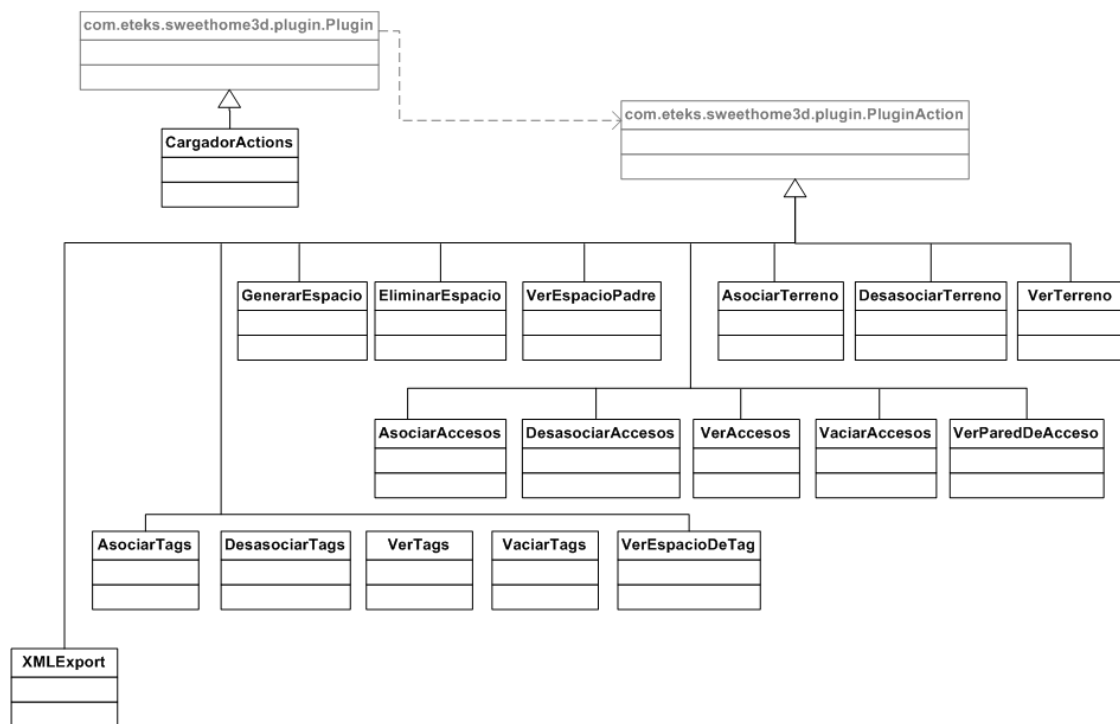 com.eteks.sweethome3d.plugin.Plugin
com.eteks.sweethome3d.plugin.PluginAction
CargadorActions
GenerarEspacio EliminarEspacio VerEspacioPadre AsociarTerreno DesasociarTerreno VerTerreno
AsociarAccesos DesasociarAccesos VerAccesos VaciarAccesos VerParedDeAcceso
AsociarTags DesasociarTags VerTags VaciarTags VerEspacioDeTag
XMLExport